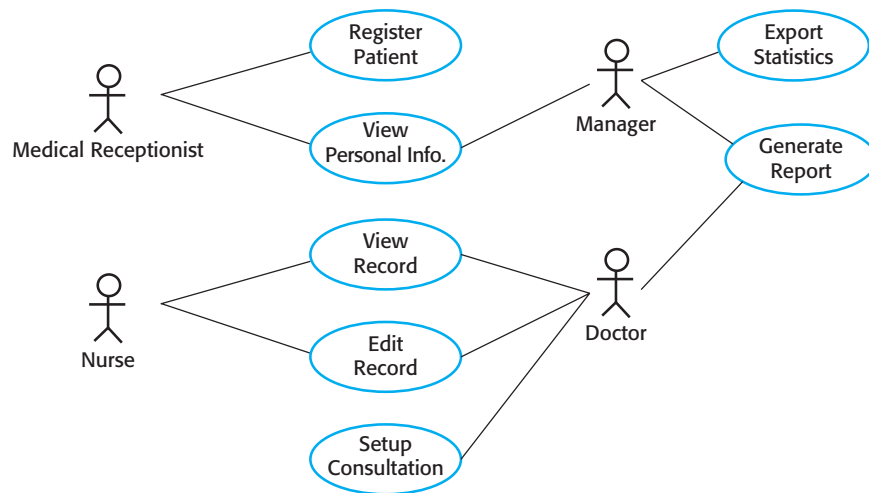 Register
Patient
Export
Statistics
Medical Receptionist
View
Personal Info.
Manager
Generate
Report
View
Record
Nurse
Edit
Record
Doctor
Setup
Consultation